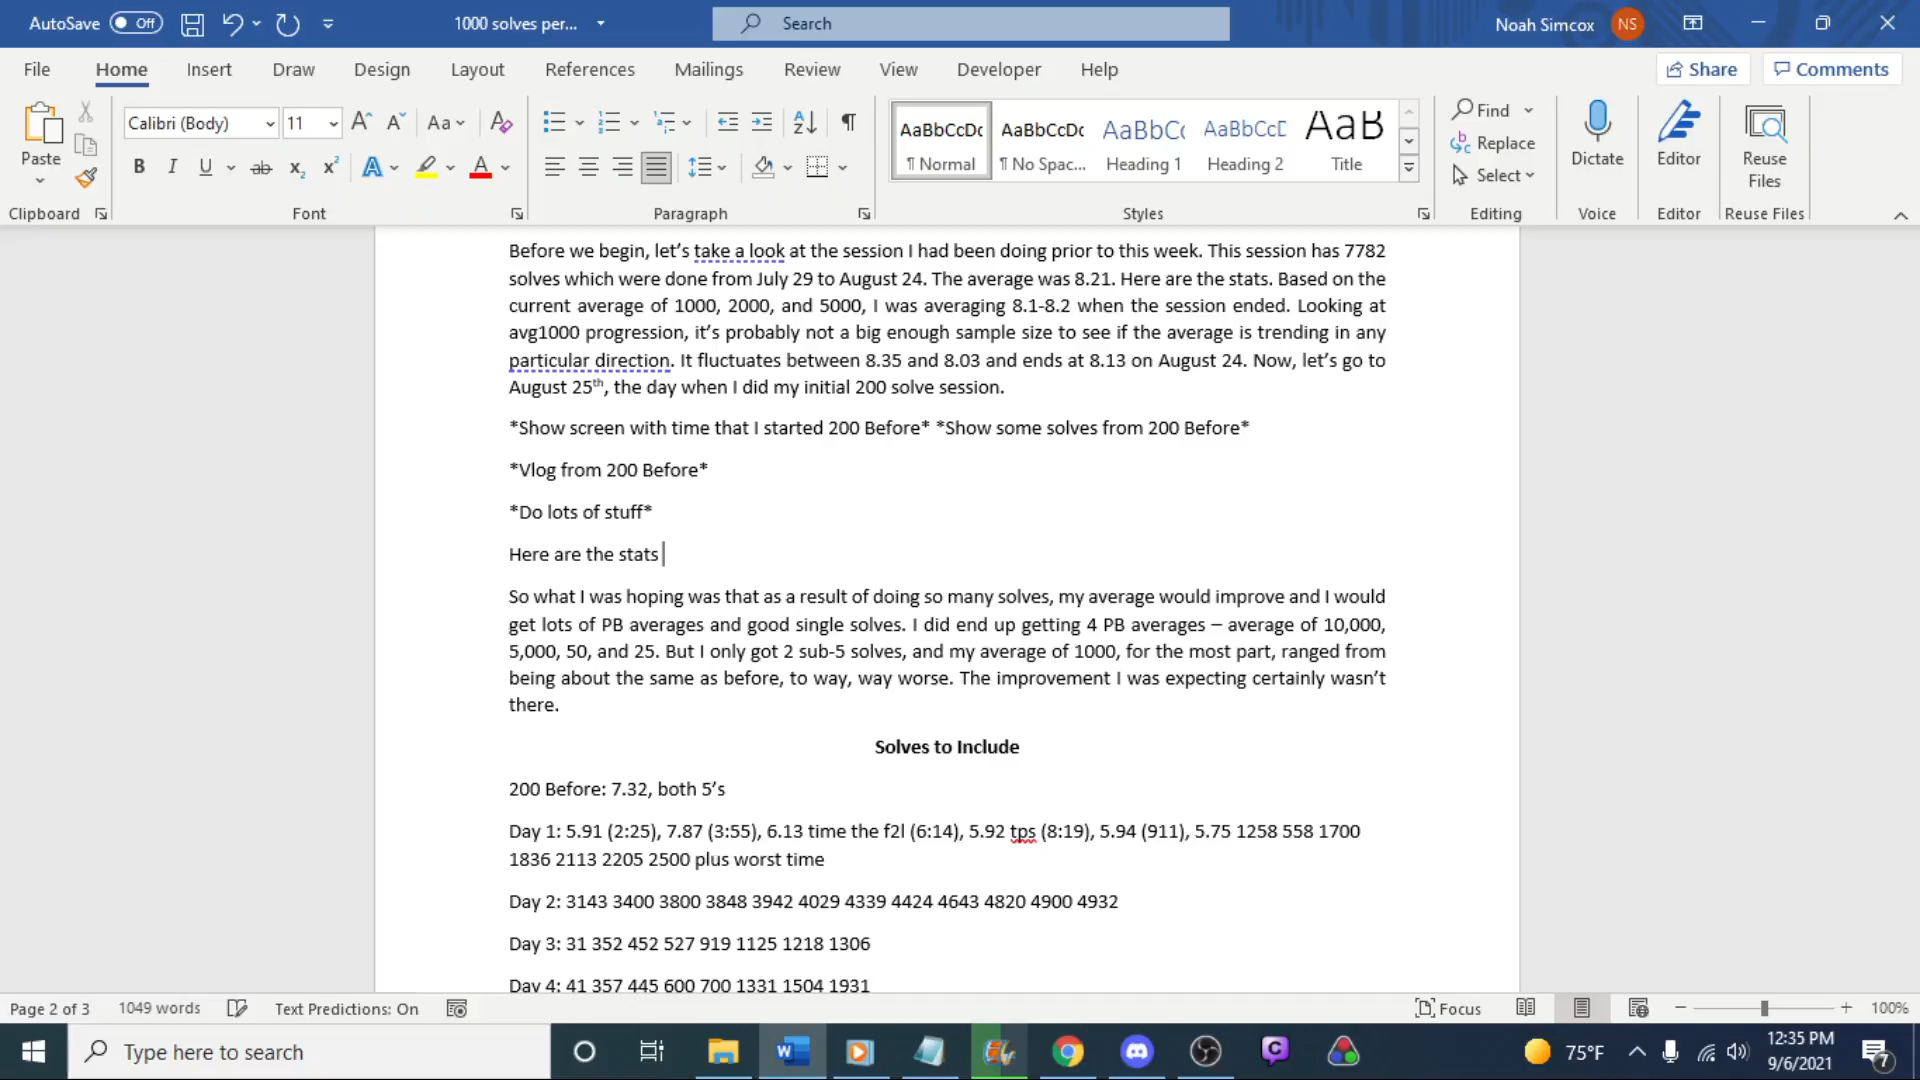 AutoSave Off 1000 solves per... Search Noah Simcox NS
File Home Insert Draw Design Layout References Mailings Review View Developer Help Share Comments
Paste Calibri (Body) 11 Aa AaBbCcDc ¶ Normal AaBbCcDc ¶ No Spac... AaBbC( Heading 1 AaBbCcE Heading 2 AaB Title Find Replace Select Dictate Editor Reuse Files
Clipboard Font Paragraph Styles Editing Voice Editor Reuse Files
Before we begin, let's take a look at the session I had been doing prior to this week. This session has 7782
solves which were done from July 29 to August 24. The average was 8.21. Here are the stats. Based on the
current average of 1000, 2000, and 5000, I was averaging 8.1-8.2 when the session ended. Looking at
avg1000 progression, it's probably not a big enough sample size to see if the average is trending in any
particular direction. It fluctuates between 8.35 and 8.03 and ends at 8.13 on August 24. Now, let's go to
August 25th, the day when I did my initial 200 solve session.
*Show screen with time that I started 200 Before* *Show some solves from 200 Before*
*Vlog from 200 Before*
*Do lots of stuff*
Here are the stats
So what I was hoping was that as a result of doing so many solves, my average would improve and I would
get lots of PB averages and good single solves. I did end up getting 4 PB averages – average of 10,000,
5,000, 50, and 25. But I only got 2 sub-5 solves, and my average of 1000, for the most part, ranged from
being about the same as before, to way, way worse. The improvement I was expecting certainly wasn't
there.
Solves to Include
200 Before: 7.32, both 5's
Day 1: 5.91 (2:25), 7.87 (3:55), 6.13 time the f2l (6:14), 5.92 tps (8:19), 5.94 (911), 5.75 1258 558 1700
1836 2113 2205 2500 plus worst time
Day 2: 3143 3400 3800 3848 3942 4029 4339 4424 4643 4820 4900 4932
Day 3: 31 352 452 527 919 1125 1218 1306
Day 4: 41 357 445 600 700 1331 1504 1931
Page 2 of 3 1049 words Text Predictions: On Focus 100%
Type here to search 75°F 12:35 PM 9/6/2021 7